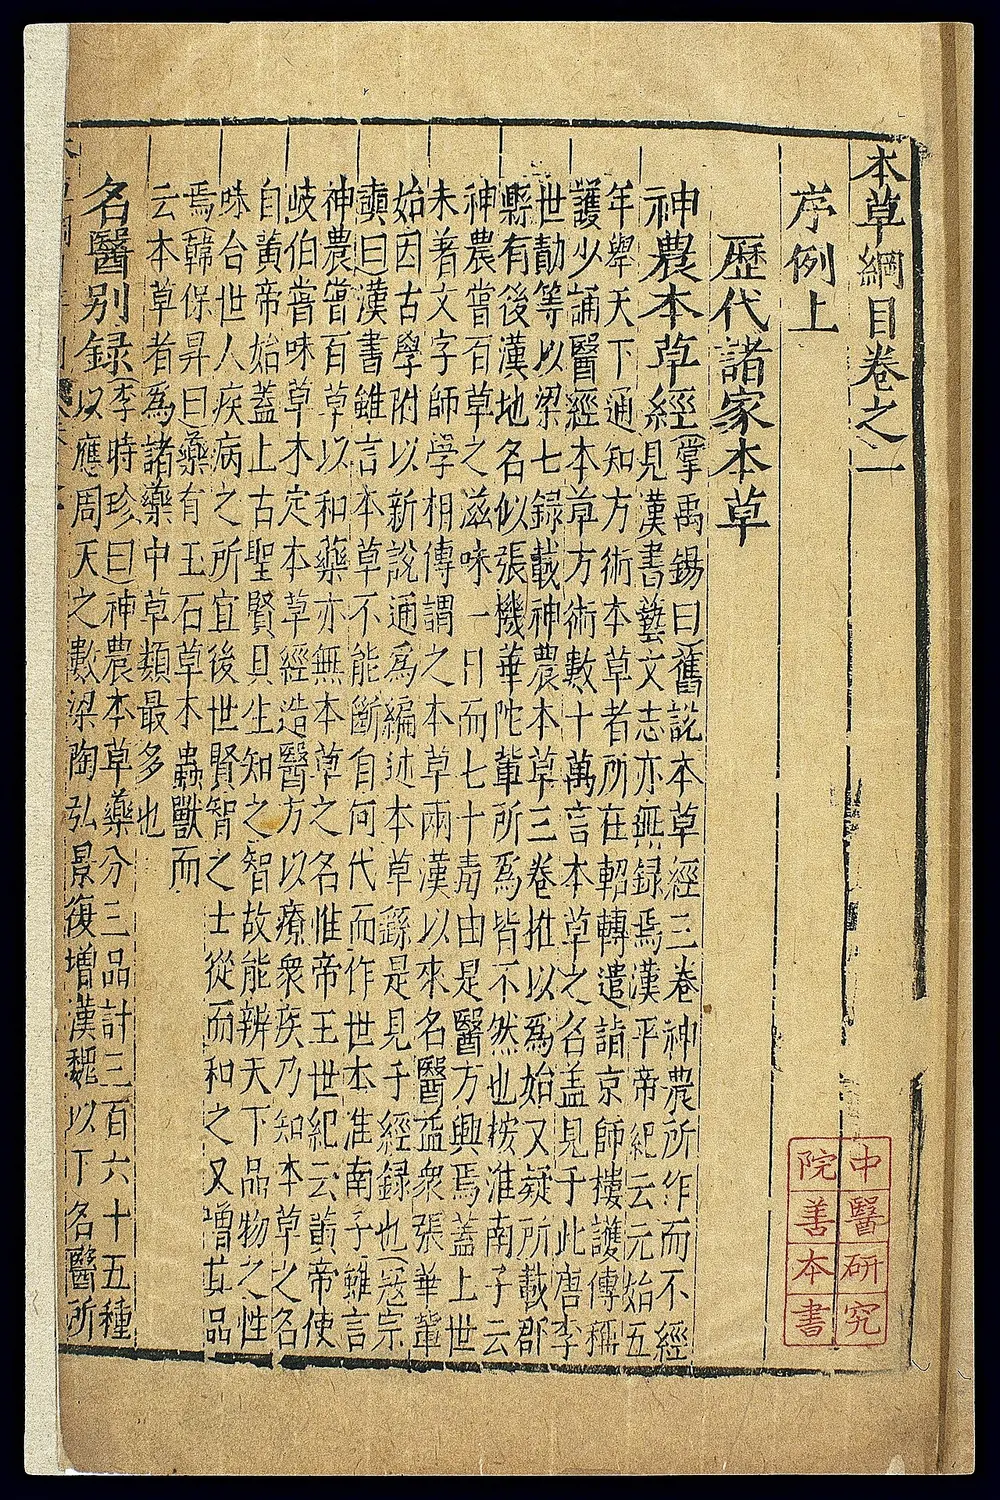 本草綱目卷之一
序例上
歷代諸家本草
神農本草經掌禹錫曰舊說本草經三卷神農所作而不經
見漢書藝文志亦無録焉漢平帝紀云元始五
年舉天下通知方術本草者所在軺轉遣詣京師樓護傳稱
護少誦醫經本草方術數十萬言本草之名盖見于此唐李
世勣等以梁七録載神農本草三卷推以為始又疑所載郡
縣有後漢地名似張機華陀輩所為皆不然也按淮南子云
神農嘗百草之滋味一日而七十毒由是醫方興焉蓋上世
未著文字師學相傳謂之本草兩漢以來名醫益衆張華輩
始因古學附以新說通為編述本草繇是見于經録也寇宗
奭曰漢書雖言本草不能斷自何代而作世本淮南子雖言
神農嘗百草以和藥亦無本草之名惟帝王世紀云黃帝使
岐伯嘗味草木定本草經造醫方以療衆疾乃知本草之名
自黃帝始蓋上古聖賢具生知之智故能辨天下品物之性
味合世人疾病之所宜後世賢智之士從而和之又增其品
焉韓保昇曰藥有玉石草木蟲獸而
云本草者為諸藥中草類最多也
名醫别録李時珍曰神農本草藥分三品計三百六十五種
以應周天之數梁陶弘景復增漢魏以下名醫所
中醫研究
院善本書